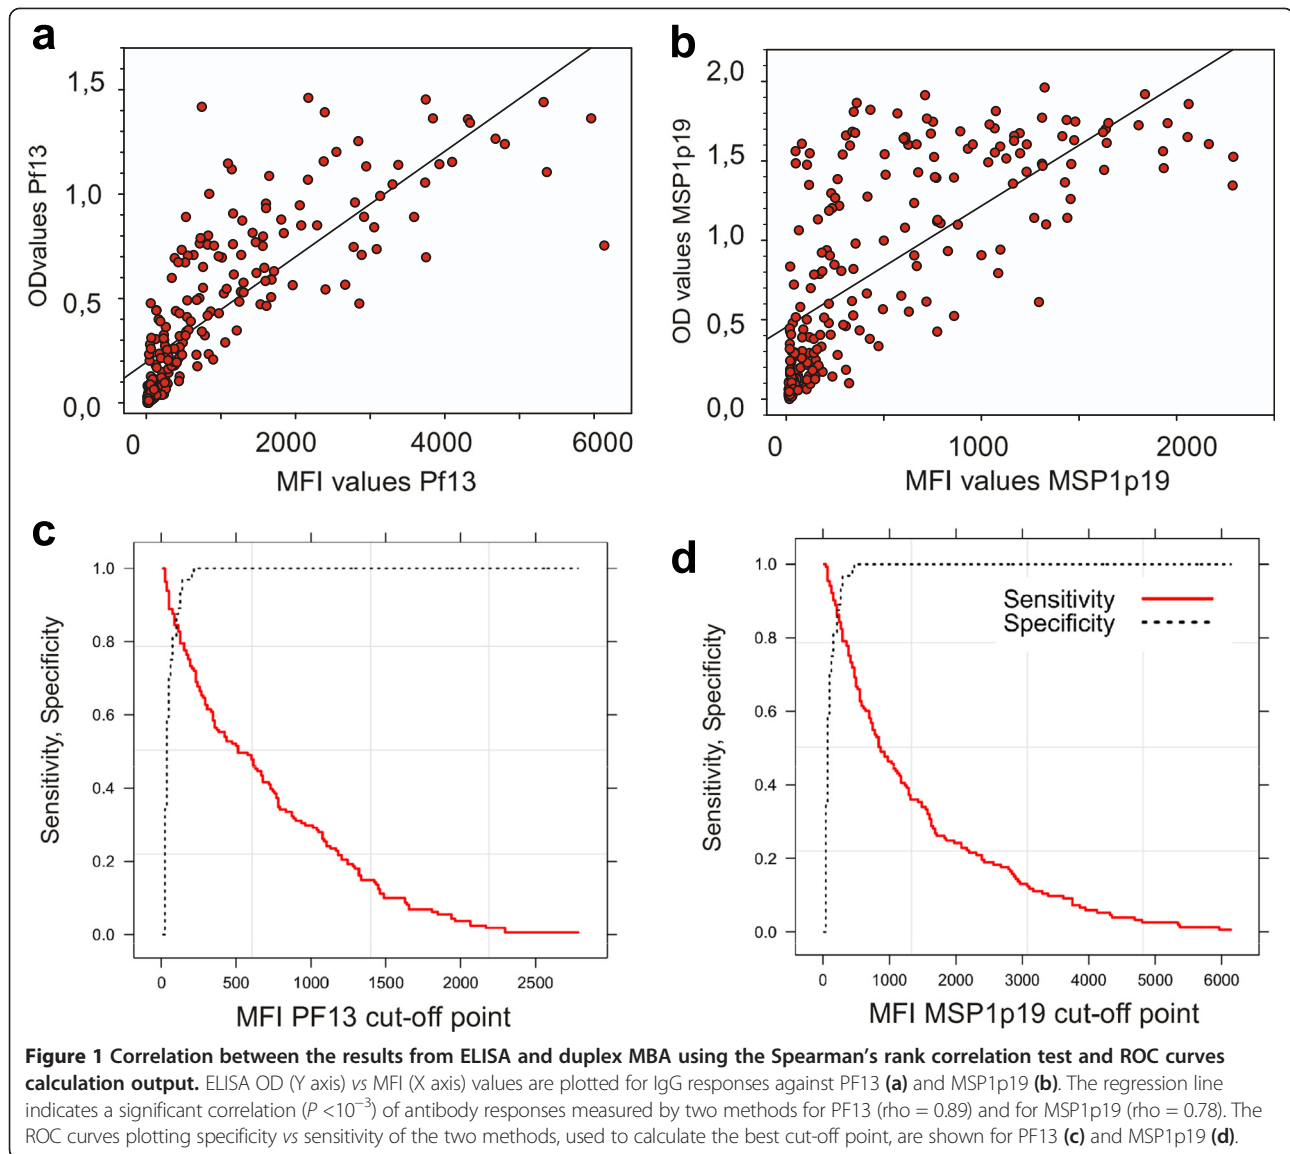 a
ODvalues Pf13
1,5
1,0
0,5
0,0
0 2000 4000 6000
MFI values Pf13
b
OD values MSP1p19
2,0
1,5
1,0
0,5
0,0
0 1000 2000
MFI values MSP1p19
c
Sensitivity, Specificity
1.0
0.8
0.6
0.4
0.2
0.0
0 500 1000 1500 2000 2500
MFI PF13 cut-off point
d
Sensitivity, Specificity
1.0
0.8
0.6
0.4
0.2
0.0
Sensitivity
Specificity
0 1000 2000 3000 4000 5000 6000
MFI MSP1p19 cut-off point
Figure 1 Correlation between the results from ELISA and duplex MBA using the Spearman's rank correlation test and ROC curves
calculation output. ELISA OD (Y axis) vs MFI (X axis) values are plotted for IgG responses against PF13 (a) and MSP1p19 (b). The regression line
indicates a significant correlation (P <10⁻³) of antibody responses measured by two methods for PF13 (rho = 0.89) and for MSP1p19 (rho = 0.78). The
ROC curves plotting specificity vs sensitivity of the two methods, used to calculate the best cut-off point, are shown for PF13 (c) and MSP1p19 (d).